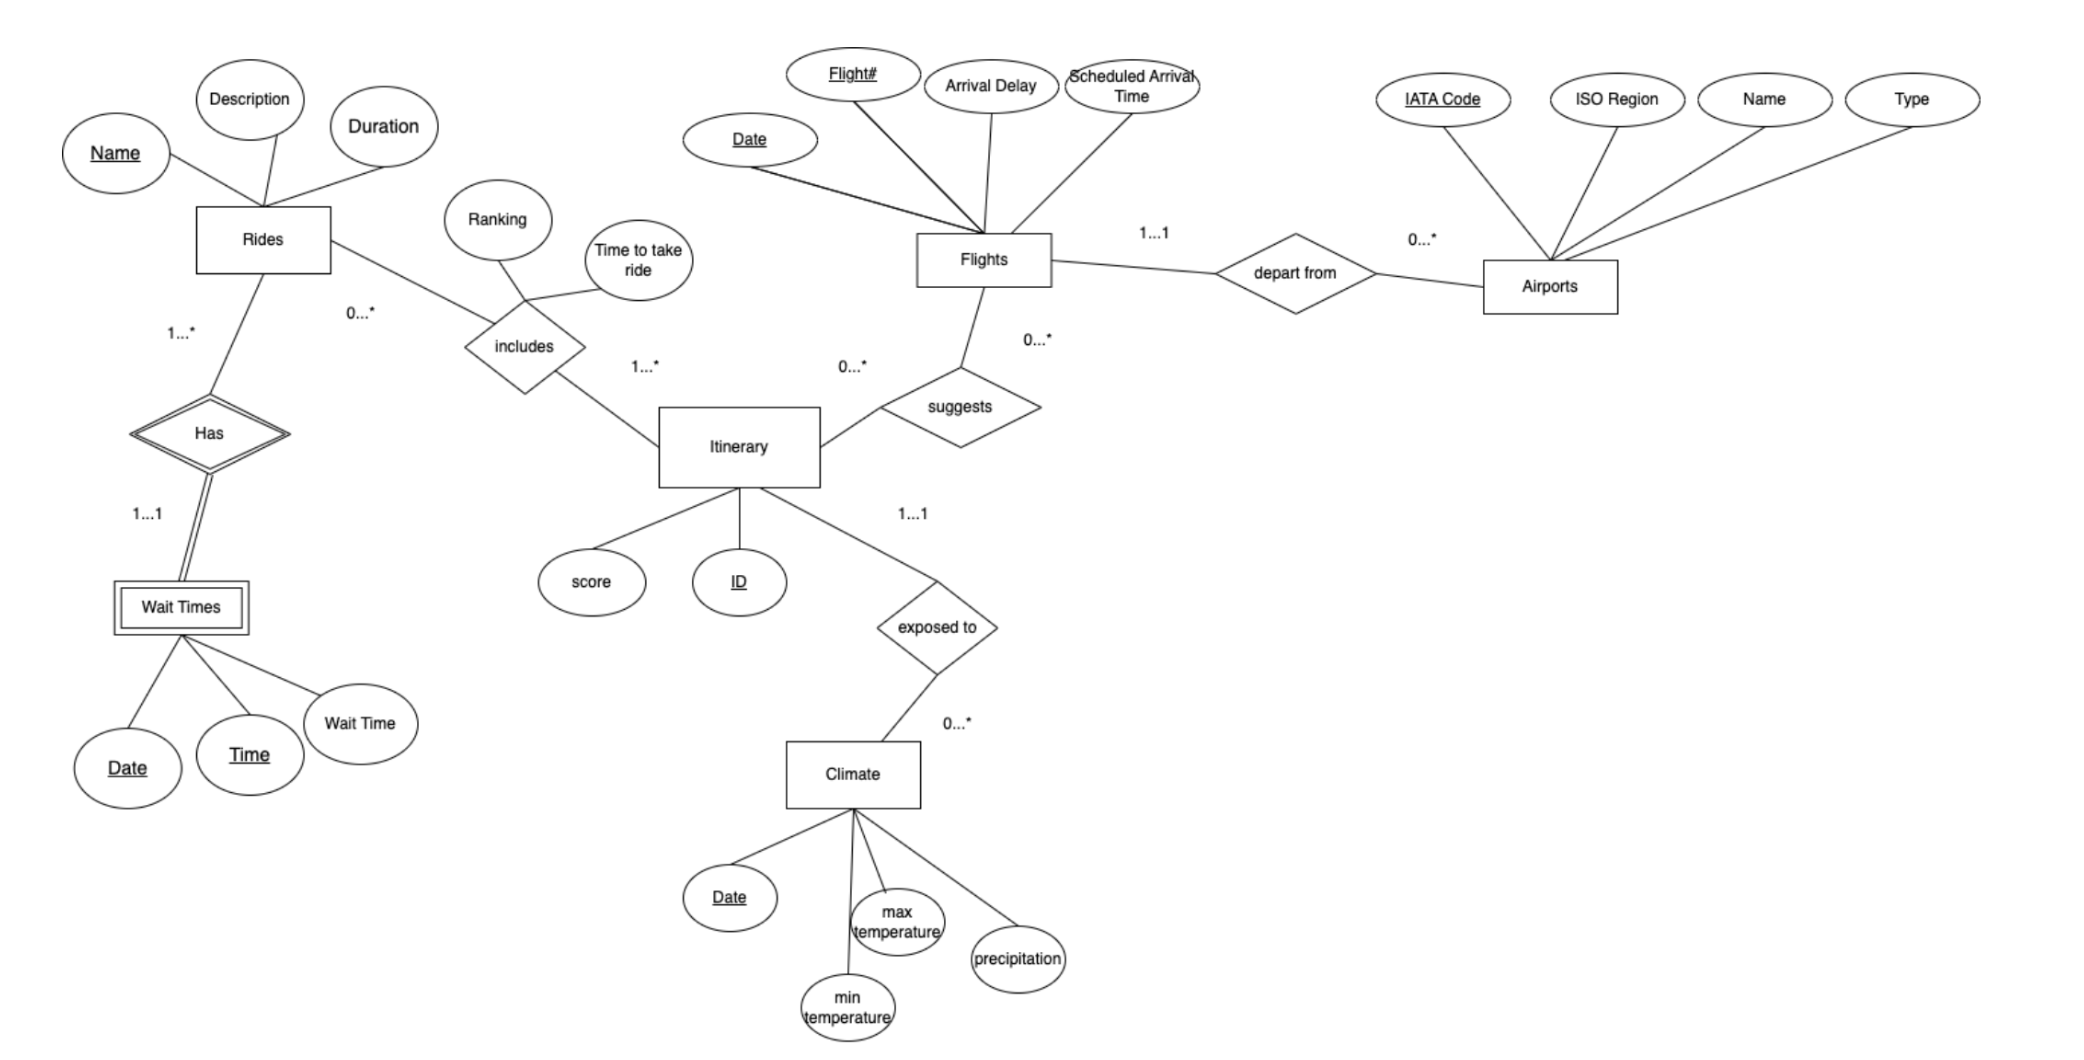 Flight#
Arrival Delay
Scheduled Arrival
Time
Description
IATA Code
ISO Region
Name
Type
Duration
Date
Name
Ranking
Rides
Time to take
ride
1...1
0...*
Flights
depart from
Airports
0...*
1...*
includes
0...*
1...*
0...*
suggests
Has
Itinerary
1...1
1...1
score
ID
Wait Times
exposed to
Wait Time
0...*
Date
Time
Climate
Date
max
temperature
precipitation
min
temperature